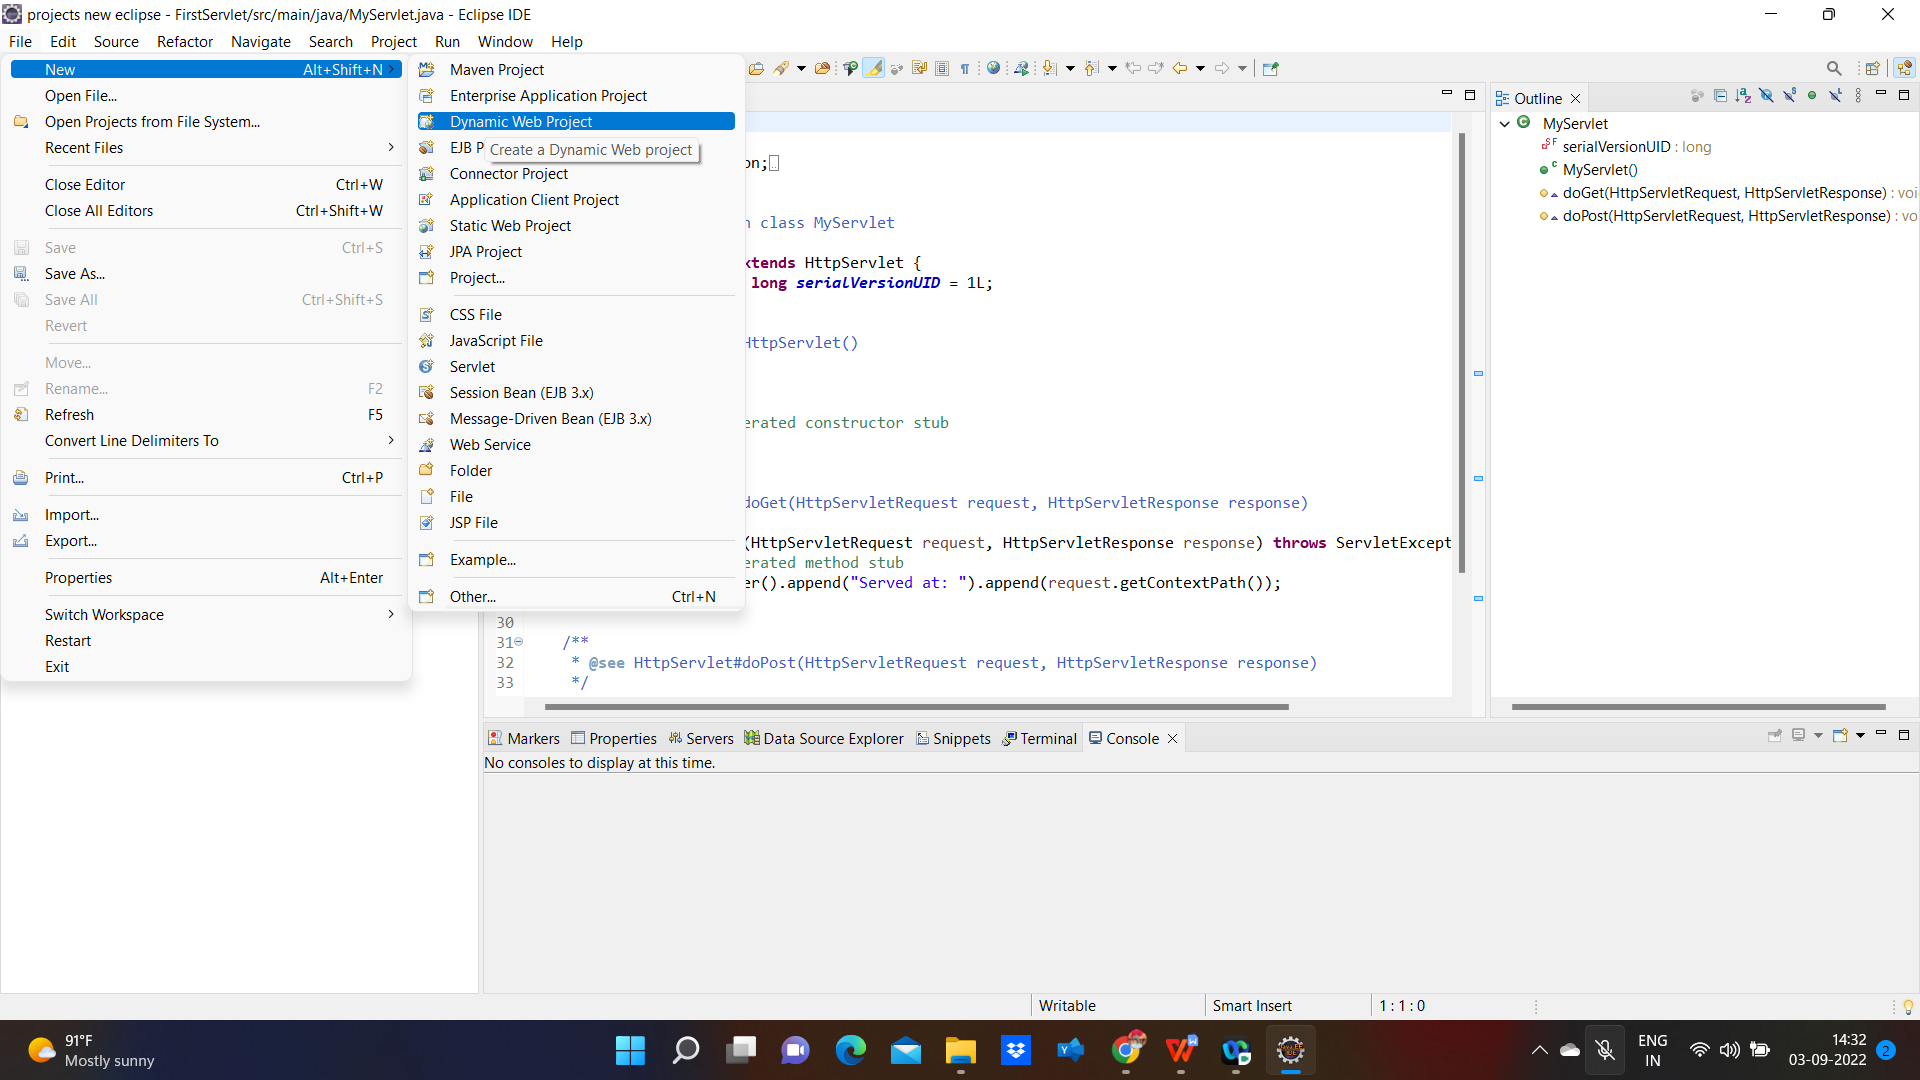 projects new eclipse - FirstServlet/src/main/java/MyServlet.java - Eclipse IDE
File Edit Source Refactor Navigate Search Project Run Window Help
New Alt+Shift+N
Open File...
Open Projects from File System...
Recent Files
Close Editor Ctrl+W
Close All Editors Ctrl+Shift+W
Save Ctrl+S
Save As...
Save All Ctrl+Shift+S
Revert
Move...
Rename... F2
Refresh F5
Convert Line Delimiters To
Print... Ctrl+P
Import...
Export...
Properties Alt+Enter
Switch Workspace
Restart
Exit
Maven Project
Enterprise Application Project
Dynamic Web Project
EJB P
Create a Dynamic Web project
Connector Project
Application Client Project
Static Web Project
JPA Project
Project...
CSS File
JavaScript File
Servlet
Session Bean (EJB 3.x)
Message-Driven Bean (EJB 3.x)
Web Service
Folder
File
JSP File
Example...
Other... Ctrl+N
on;
class MyServlet
xtends HttpServlet {
long serialVersionUID = 1L;
HttpServlet()
erated constructor stub
doGet(HttpServletRequest request, HttpServletResponse response)
(HttpServletRequest request, HttpServletResponse response) throws ServletExcept
erated method stub
er().append("Served at: ").append(request.getContextPath());
30
31 /**
32 * @see HttpServlet#doPost(HttpServletRequest request, HttpServletResponse response)
33 */
Outline
MyServlet
serialVersionUID : long
MyServlet()
doGet(HttpServletRequest, HttpServletResponse) : voi
doPost(HttpServletRequest, HttpServletResponse) : vo
Markers Properties Servers Data Source Explorer Snippets Terminal Console
No consoles to display at this time.
Writable Smart Insert 1 : 1 : 0
91°F
Mostly sunny
ENG
IN
14:32
03-09-2022
2